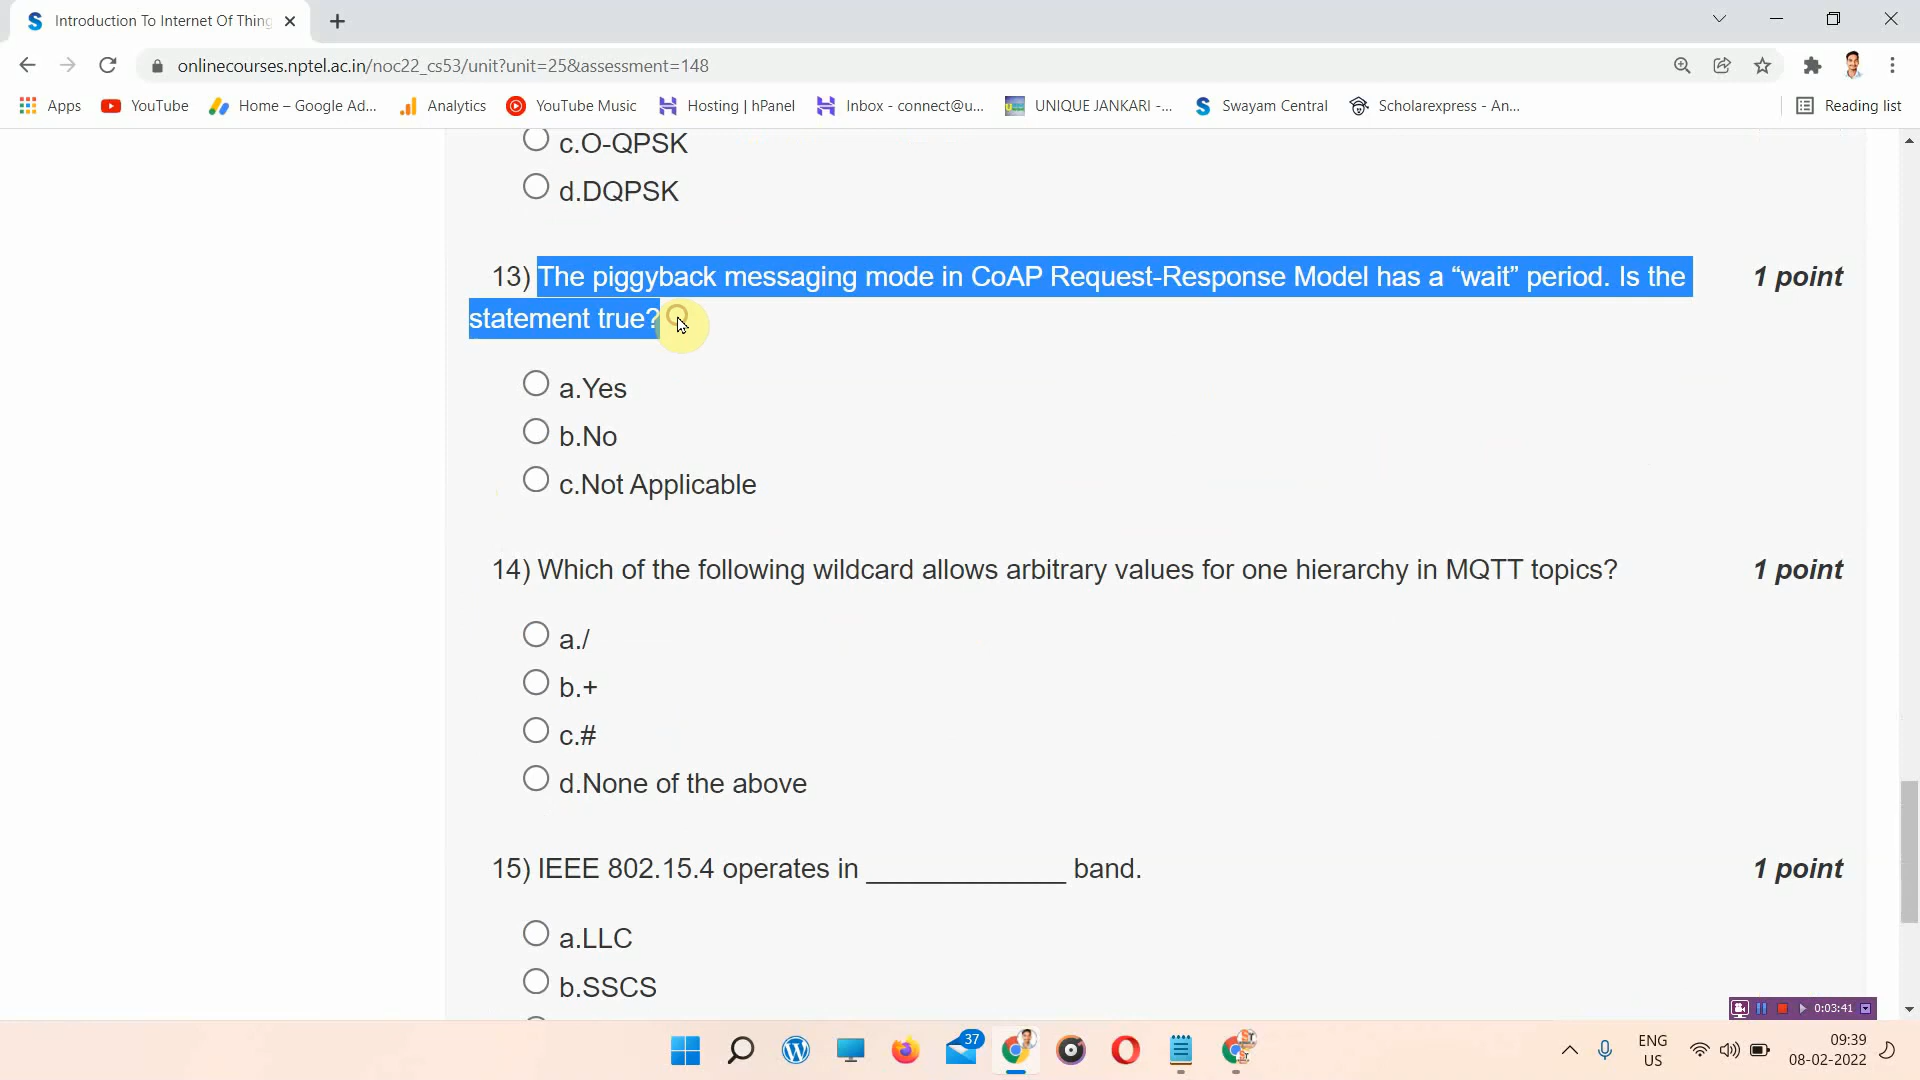 Introduction To Internet Of Thing
onlinecourses.nptel.ac.in/noc22_cs53/unit?unit=25&assessment=148
Apps YouTube Home – Google Ad... Analytics YouTube Music Hosting | hPanel Inbox - connect@u... UNIQUE JANKARI -... Swayam Central Scholarexpress - An... Reading list
c.O-QPSK
d.DQPSK
13) The piggyback messaging mode in CoAP Request-Response Model has a “wait” period. Is the 1 point
statement true?
a.Yes
b.No
c.Not Applicable
14) Which of the following wildcard allows arbitrary values for one hierarchy in MQTT topics? 1 point
a./
b.+
c.#
d.None of the above
15) IEEE 802.15.4 operates in ______________ band. 1 point
a.LLC
b.SSCS
0:03:41
37
ENG 09:39
US 08-02-2022